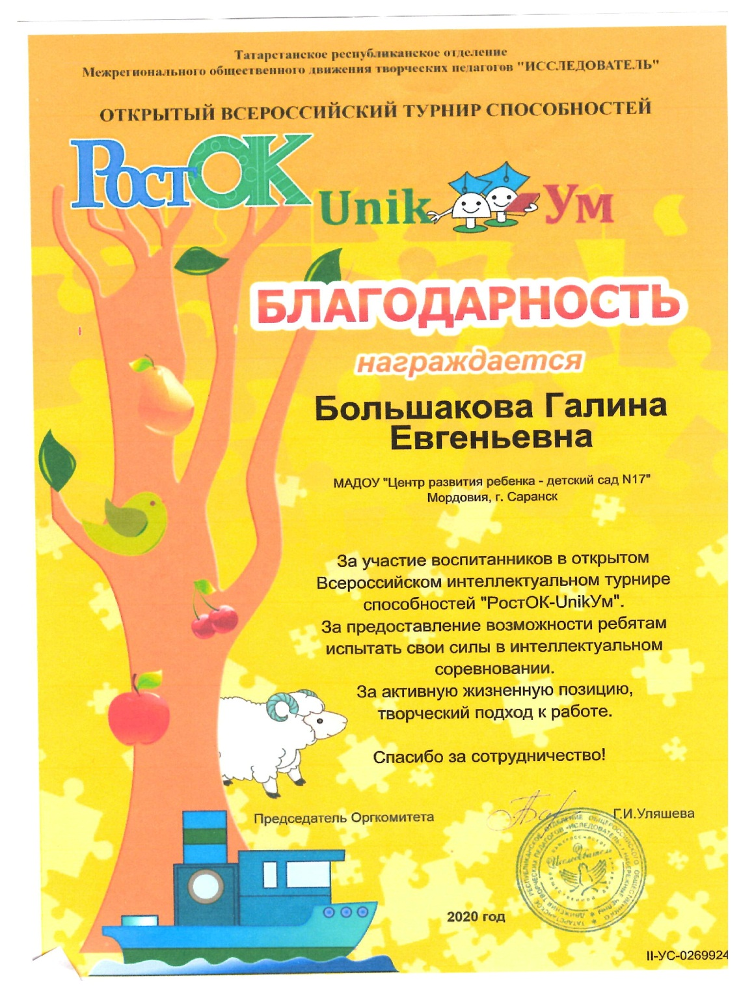 Татарстанское республиканское отделение
Межрегионального общественного движения творческих педагогов "ИССЛЕДОВАТЕЛЬ"
ОТКРЫТЫЙ ВСЕРОССИЙСКИЙ ТУРНИР СПОСОБНОСТЕЙ
РостОК
Unik Ум
БЛАГОДАРНОСТЬ
награждается
Большакова Галина
Евгеньевна
МАДОУ "Центр развития ребенка - детский сад N17"
Мордовия, г. Саранск
За участие воспитанников в открытом
Всероссийском интеллектуальном турнире
способностей "РостОК-UnikУм".
За предоставление возможности ребятам
испытать свои силы в интеллектуальном
соревновании.
За активную жизненную позицию,
творческий подход к работе.
Спасибо за сотрудничество!
Председатель Оргкомитета
Г.И.Уляшева
Исследователь
2020 год
II-УС-0269924